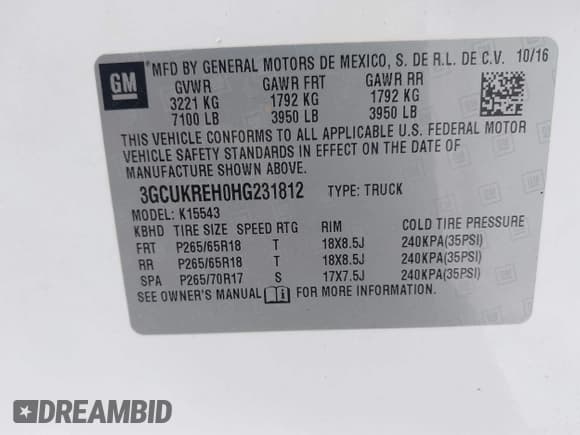 GM MFD BY GENERAL MOTORS DE MEXICO, S. DE R.L. DE C.V. 10/16
GVWR GAWR FRT GAWR RR
3221 KG 1792 KG 1792 KG
7100 LB 3950 LB 3950 LB
THIS VEHICLE CONFORMS TO ALL APPLICABLE U.S. FEDERAL MOTOR
VEHICLE SAFETY STANDARDS IN EFFECT ON THE DATE OF
MANUFACTURE SHOWN ABOVE.
3GCUKREH0HG231812 TYPE: TRUCK
MODEL: K15543
KBHD TIRE SIZE SPEED RTG RIM COLD TIRE PRESSURE
FRT P265/65R18 T 18X8.5J 240KPA(35PSI)
RR P265/65R18 T 18X8.5J 240KPA(35PSI)
SPA P265/70R17 S 17X7.5J 240KPA(35PSI)
SEE OWNER'S MANUAL FOR MORE INFORMATION.
DREAMBID